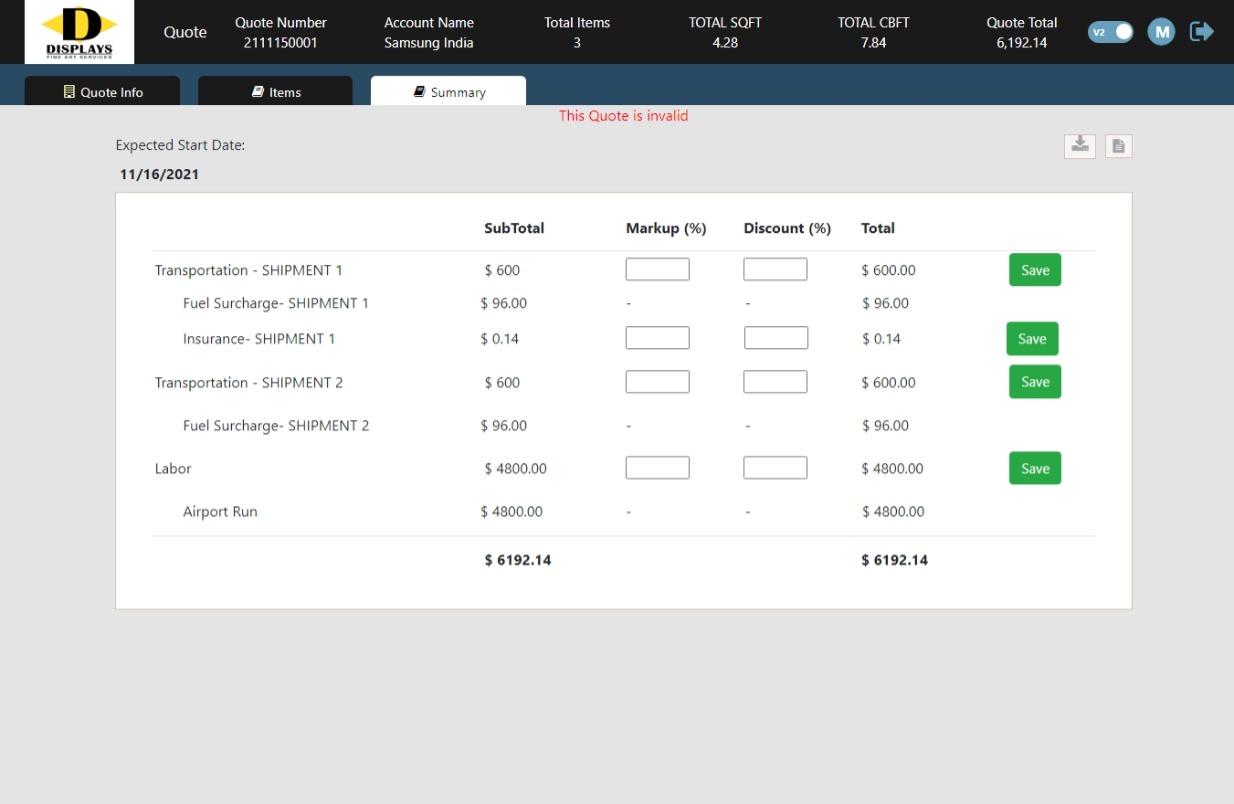 D
DISPLAYS
FINE ART SERVICES
Quote
Quote Number
2111150001
Account Name
Samsung India
Total Items
3
TOTAL SQFT
4.28
TOTAL CBFT
7.84
Quote Total
6,192.14
V2
M
Quote Info
Items
Summary
This Quote is invalid
Expected Start Date:
11/16/2021
SubTotal Markup (%) Discount (%) Total
Transportation - SHIPMENT 1 $ 600 $ 600.00 Save
Fuel Surcharge- SHIPMENT 1 $ 96.00 - - $ 96.00
Insurance- SHIPMENT 1 $ 0.14 $ 0.14 Save
Transportation - SHIPMENT 2 $ 600 $ 600.00 Save
Fuel Surcharge- SHIPMENT 2 $ 96.00 - - $ 96.00
Labor $ 4800.00 $ 4800.00 Save
Airport Run $ 4800.00 - - $ 4800.00
$ 6192.14 $ 6192.14